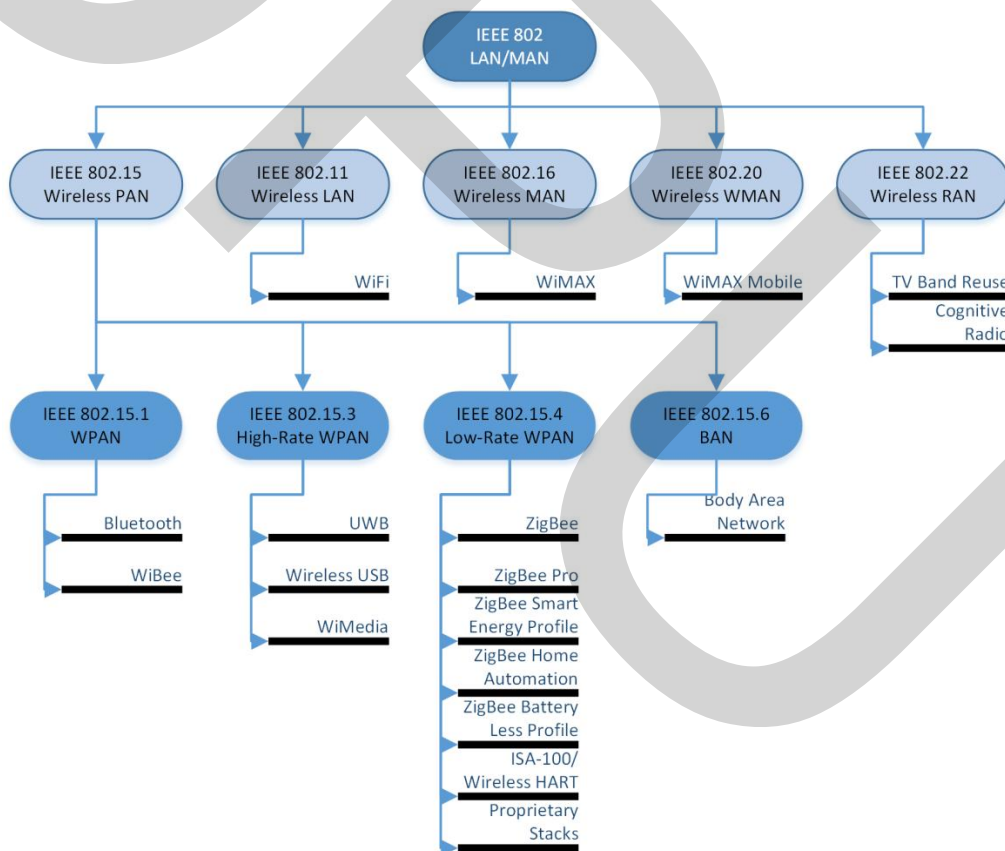 IEEE 802
LAN/MAN
IEEE 802.15
Wireless PAN
IEEE 802.11
Wireless LAN
IEEE 802.16
Wireless MAN
IEEE 802.20
Wireless WMAN
IEEE 802.22
Wireless RAN
WiFi
WiMAX
WiMAX Mobile
TV Band Reuse
Cognitive
Radio
IEEE 802.15.1
WPAN
IEEE 802.15.3
High-Rate WPAN
IEEE 802.15.4
Low-Rate WPAN
IEEE 802.15.6
BAN
Bluetooth
WiBee
UWB
Wireless USB
WiMedia
ZigBee
ZigBee Pro
ZigBee Smart
Energy Profile
ZigBee Home
Automation
ZigBee Battery
Less Profile
ISA-100/
Wireless HART
Proprietary
Stacks
Body Area
Network